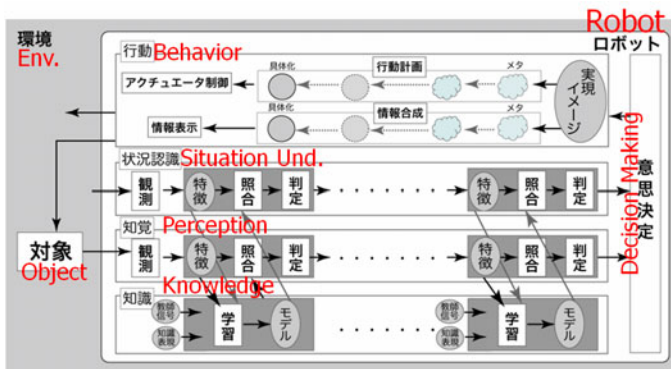 環境
Env.
Robot
ロボット
行動
Behavior
具体化
行動計画
メタ
アクチュエータ制御
実現イメージ
具体化
情報合成
メタ
情報表示
Decision Making
意思決定
状況認識
Situation Und.
観測
特徴
照合
判定
特徴
照合
判定
知覚
Perception
対象
Object
観測
特徴
照合
判定
特徴
照合
判定
知識
Knowledge
教師信号
知識表現
学習
モデル
教師信号
知識表現
学習
モデル